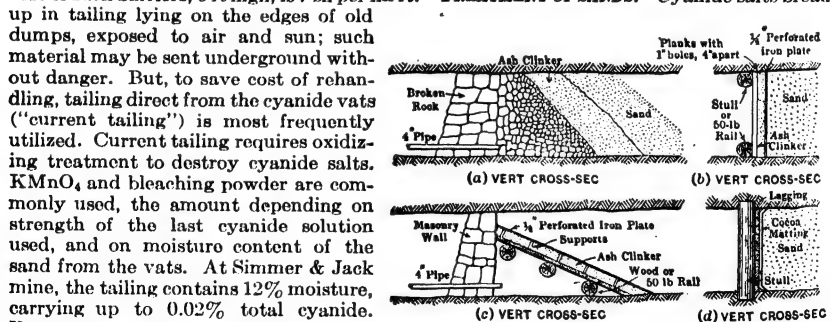 up in tailing lying on the edges of old
dumps, exposed to air and sun; such
material may be sent underground with-
out danger. But, to save cost of rehan-
dling, tailing direct from the cyanide vats
("current tailing") is most frequently
utilized. Current tailing requires oxidiz-
ing treatment to destroy cyanide salts.
KMnO₄ and bleaching powder are com-
monly used, the amount depending on
strength of the last cyanide solution
used, and on moisture content of the
sand from the vats. At Simmer & Jack
mine, the tailing contains 12% moisture,
carrying up to 0.02% total cyanide.
Ash Clinker
Broken
Rock
Sand
4" Pipe
(a) VERT CROSS-SEC
Planks with
1" holes, 4" apart
⅛" Perforated
iron plate
Sand
Stull
or
50-lb
Rail
Ash
Clinker
(b) VERT CROSS-SEC
Masonry
Wall
⅛" Perforated Iron Plate
Supports
Ash Clinker
Wood or
50 lb Rail
4" Pipe
(c) VERT CROSS-SEC
Lagging
Cocoa
Matting
Sand
Stull
(d) VERT CROSS-SEC